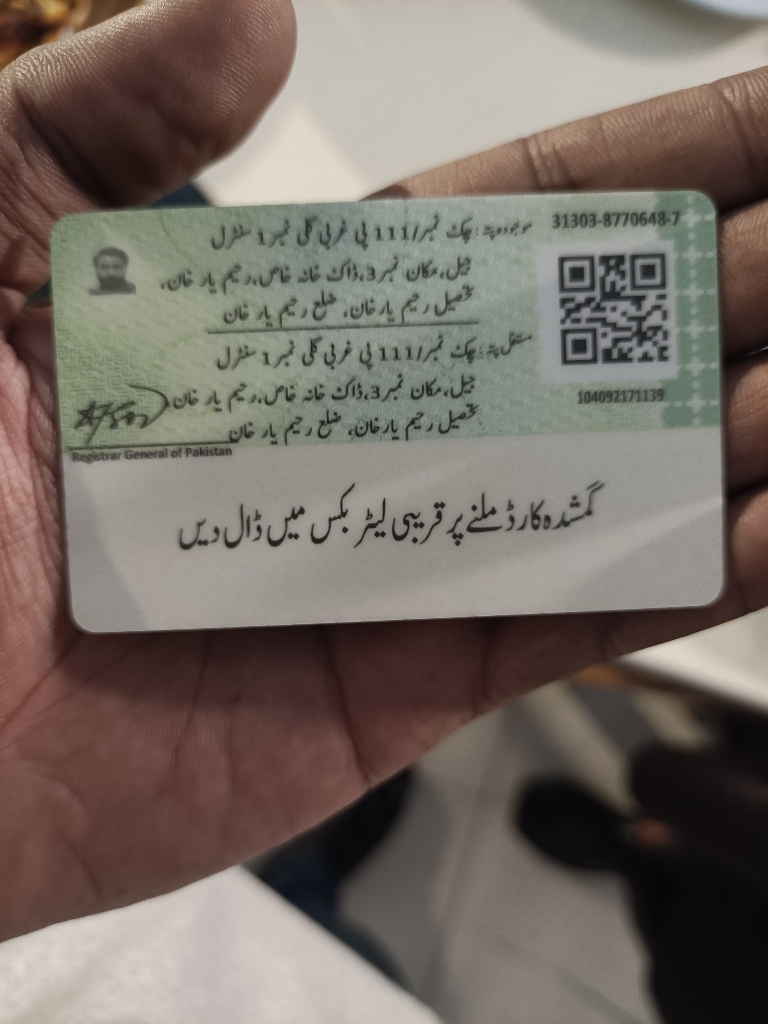 31303-8770648-7
موجودہ پتہ: چک نمبر/111 پی غربی گلی نمبر 1 سنٹرل
جیل، مکان نمبر 3، ڈاک خانہ خاص، رحیم یار خان،
تحصیل رحیم یار خان، ضلع رحیم یار خان
مستقل پتہ: چک نمبر/111 پی غربی گلی نمبر 1 سنٹرل
جیل، مکان نمبر 3، ڈاک خانہ خاص، رحیم یار خان،
تحصیل رحیم یار خان، ضلع رحیم یار خان
104092171139
Registrar General of Pakistan
گمشدہ کارڈ ملنے پر قریبی لیٹر بکس میں ڈال دیں